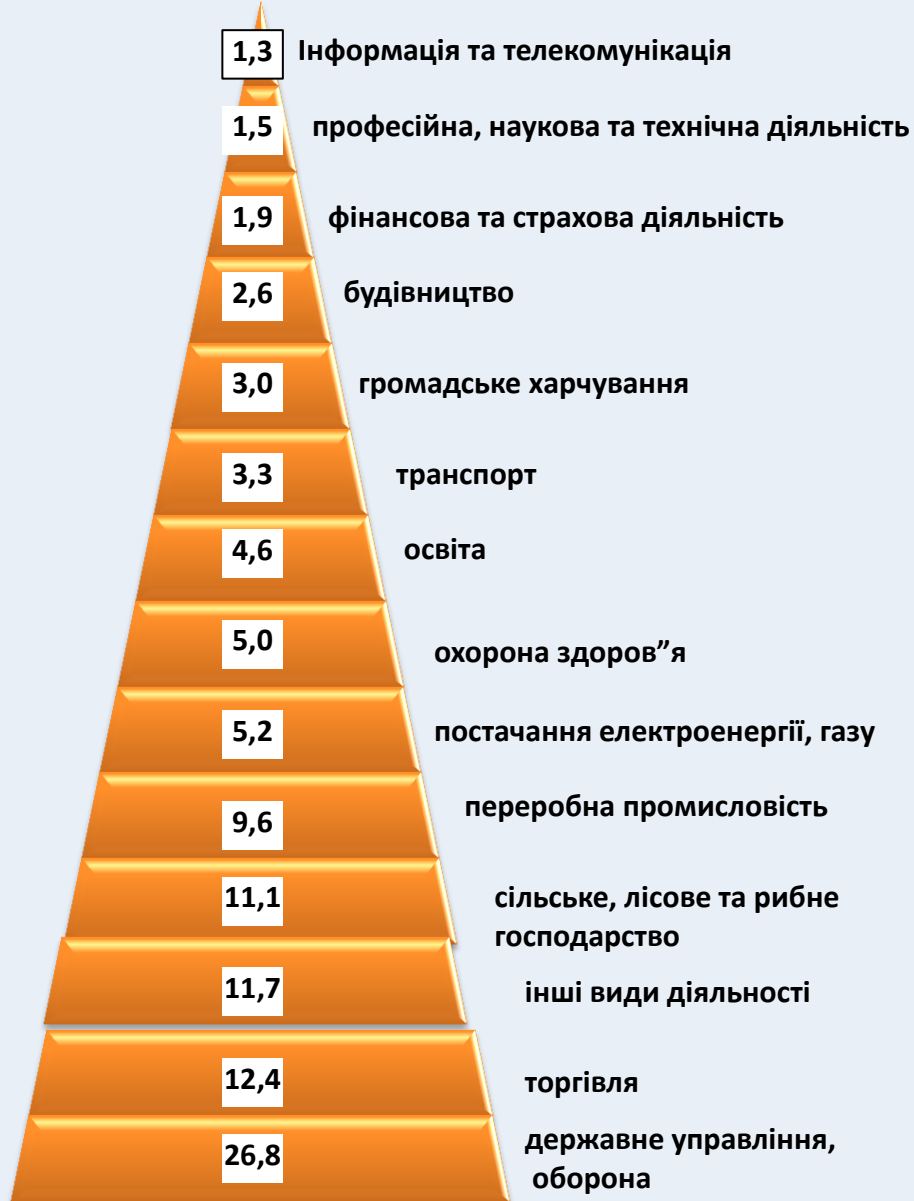 1,3 Інформація та телекомунікація
1,5 професійна, наукова та технічна діяльність
1,9 фінансова та страхова діяльність
2,6 будівництво
3,0 громадське харчування
3,3 транспорт
4,6 освіта
5,0 охорона здоров”я
5,2 постачання електроенергії, газу
9,6 переробна промисловість
11,1 сільське, лісове та рибне
господарство
11,7 інші види діяльності
12,4 торгівля
26,8 державне управління,
оборона